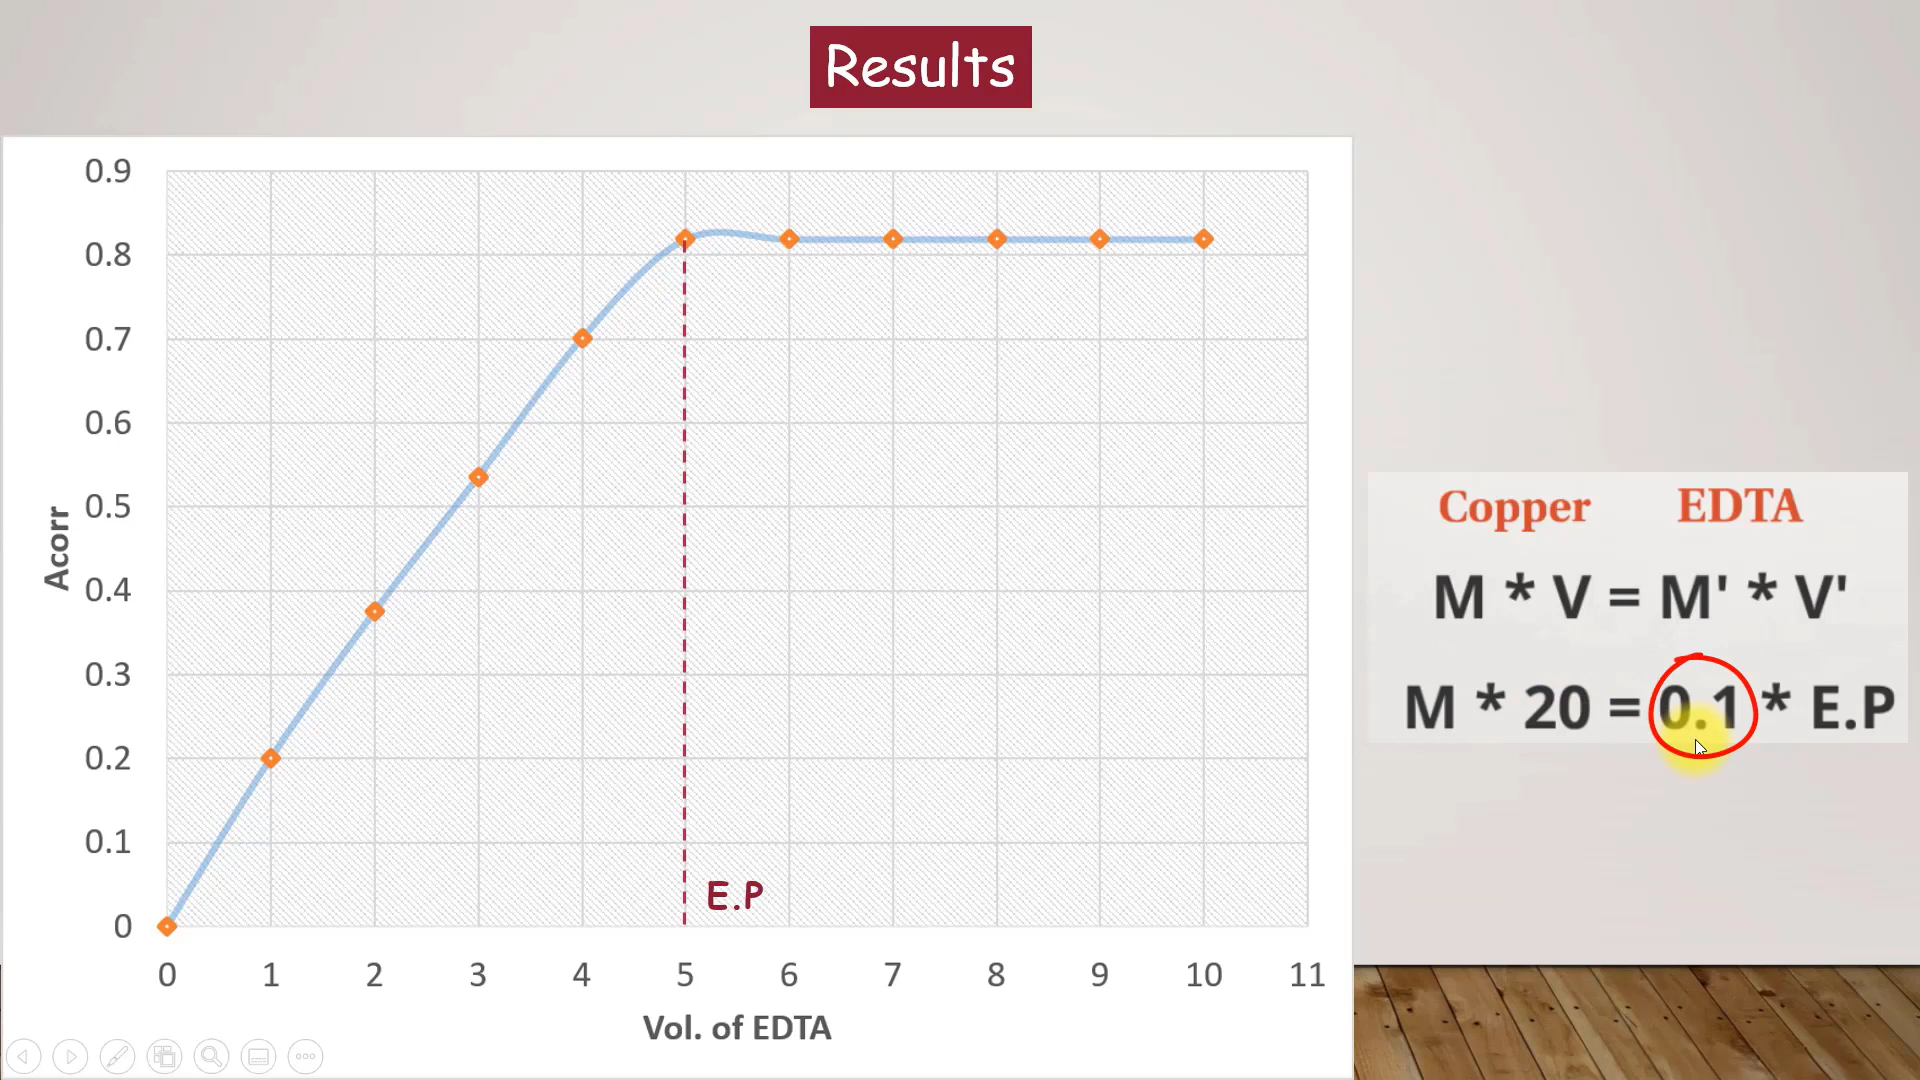 Results
0.9
0.8
0.7
0.6
0.5
0.4
0.3
0.2
0.1
0
Acorr
E.P
0 1 2 3 4 5 6 7 8 9 10 11
Vol. of EDTA
Copper EDTA
M * V = M' * V'
M * 20 = 0.1 * E.P